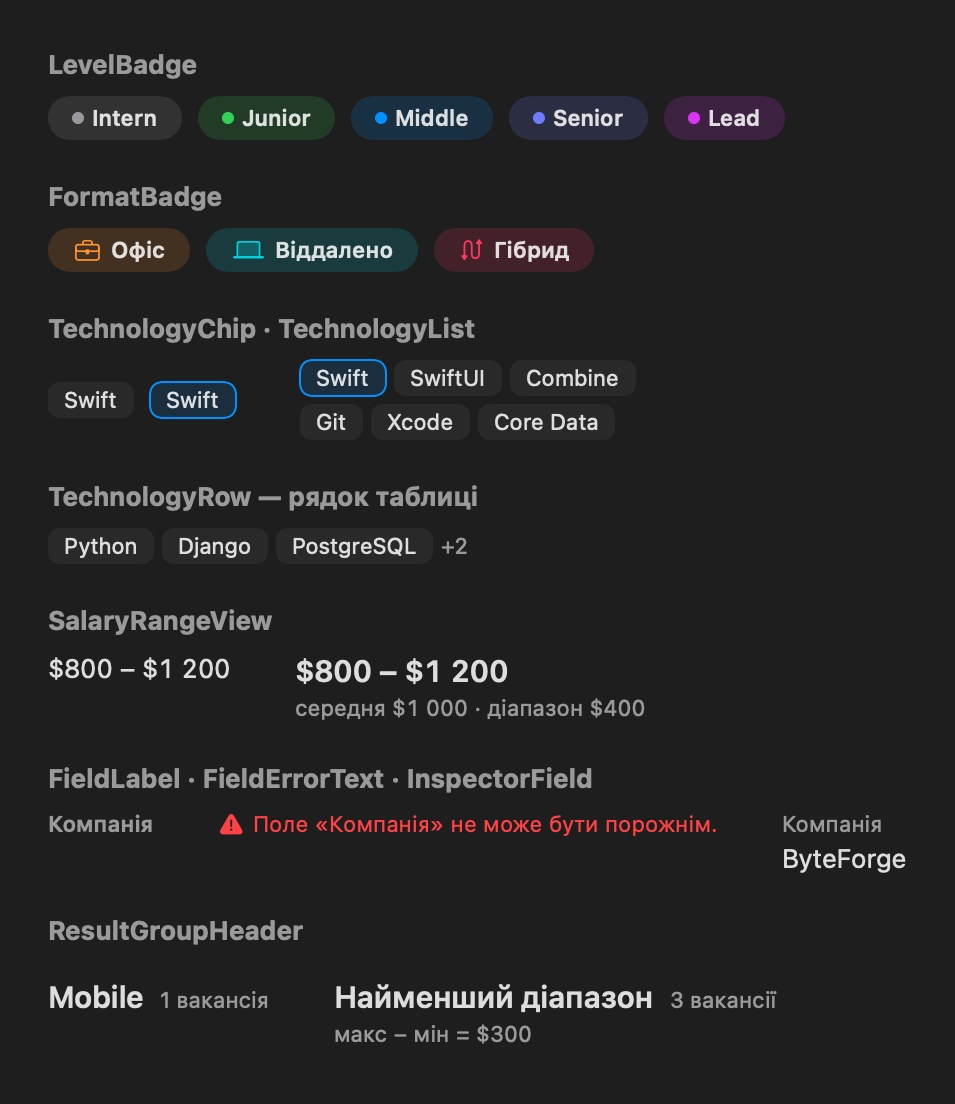 LevelBadge
Intern Junior Middle Senior Lead
FormatBadge
Офіс Віддалено Гібрид
TechnologyChip · TechnologyList
Swift Swift Swift SwiftUI Combine
Git Xcode Core Data
TechnologyRow — рядок таблиці
Python Django PostgreSQL +2
SalaryRangeView
$800 – $1 200 $800 – $1 200
середня $1 000 · діапазон $400
FieldLabel · FieldErrorText · InspectorField
Компанія Поле «Компанія» не може бути порожнім. Компанія
ByteForge
ResultGroupHeader
Mobile 1 вакансія Найменший діапазон 3 вакансії
макс – мін = $300